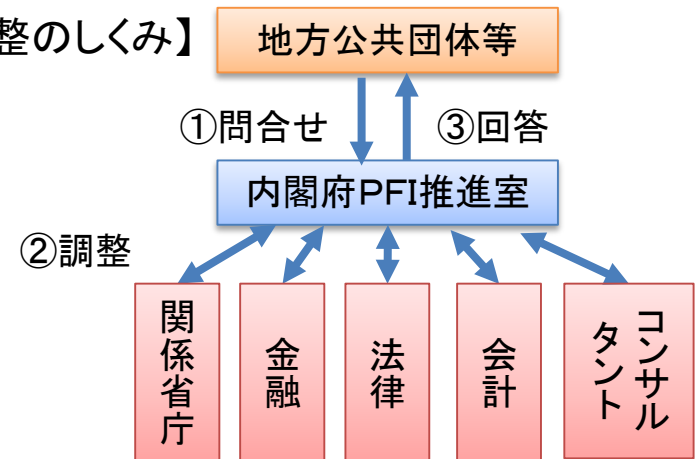 整のしくみ】
地方公共団体等
①問合せ
③回答
内閣府PFI推進室
②調整
関係省庁
金融
法律
会計
コンサル
タント